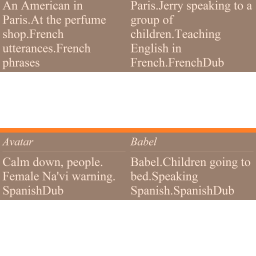 An American in
Paris.At the perfume
shop.French
utterances.French
phrases
Paris.Jerry speaking to a
group of
children.Teaching
English in
French.FrenchDub
Avatar
Calm down, people.
Female Na'vi warning.
SpanishDub
Babel
Babel.Children going to
bed.Speaking
Spanish.SpanishDub